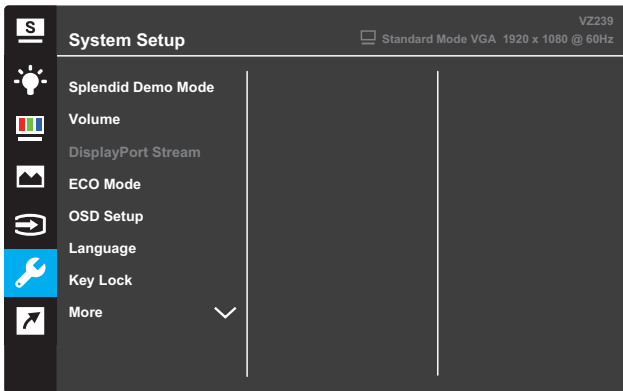 S
VZ239
System Setup
Standard Mode VGA 1920 x 1080 @ 60Hz
Splendid Demo Mode
Volume
DisplayPort Stream
ECO Mode
OSD Setup
Language
Key Lock
More